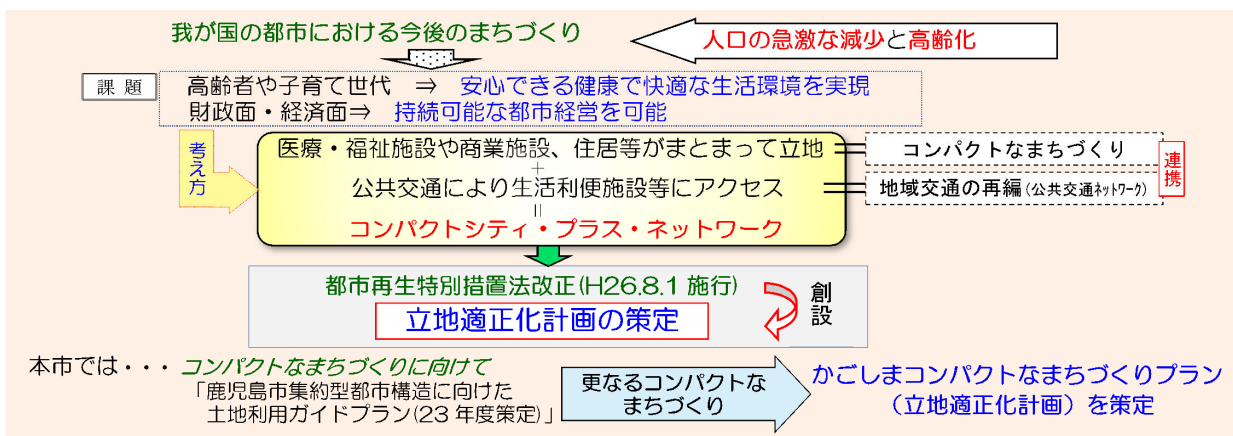 我が国の都市における今後のまちづくり
人口の急激な減少と高齢化
課 題
高齢者や子育て世代 ⇒ 安心できる健康で快適な生活環境を実現
財政面・経済面⇒ 持続可能な都市経営を可能
考え方
医療・福祉施設や商業施設、住居等がまとまって立地
+
公共交通により生活利便施設等にアクセス
=
コンパクトシティ・プラス・ネットワーク
コンパクトなまちづくり
地域交通の再編(公共交通ネットワーク)
連携
都市再生特別措置法改正(H26.8.1 施行)
立地適正化計画の策定
創設
本市では・・・ コンパクトなまちづくりに向けて
「鹿児島市集約型都市構造に向けた
土地利用ガイドプラン(23 年度策定)」
更なるコンパクトな
まちづくり
かごしまコンパクトなまちづくりプラン
(立地適正化計画)を策定